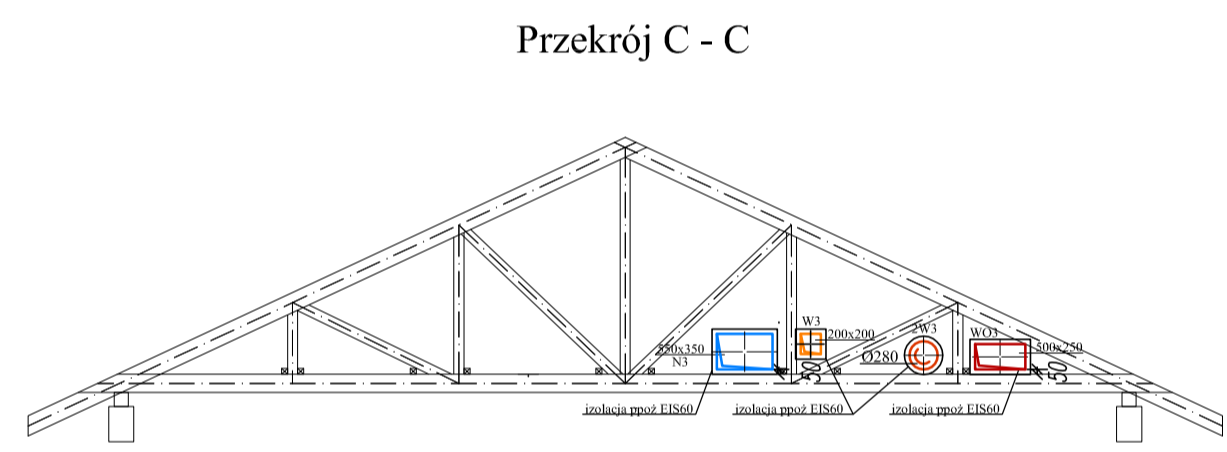 Przekrój C - C
W3
200x200
2W3
WO3
550x350
N3
Ø280
500x250
50
50
izolacja ppoż EIS60
izolacja ppoż EIS60
izolacja ppoż EIS60